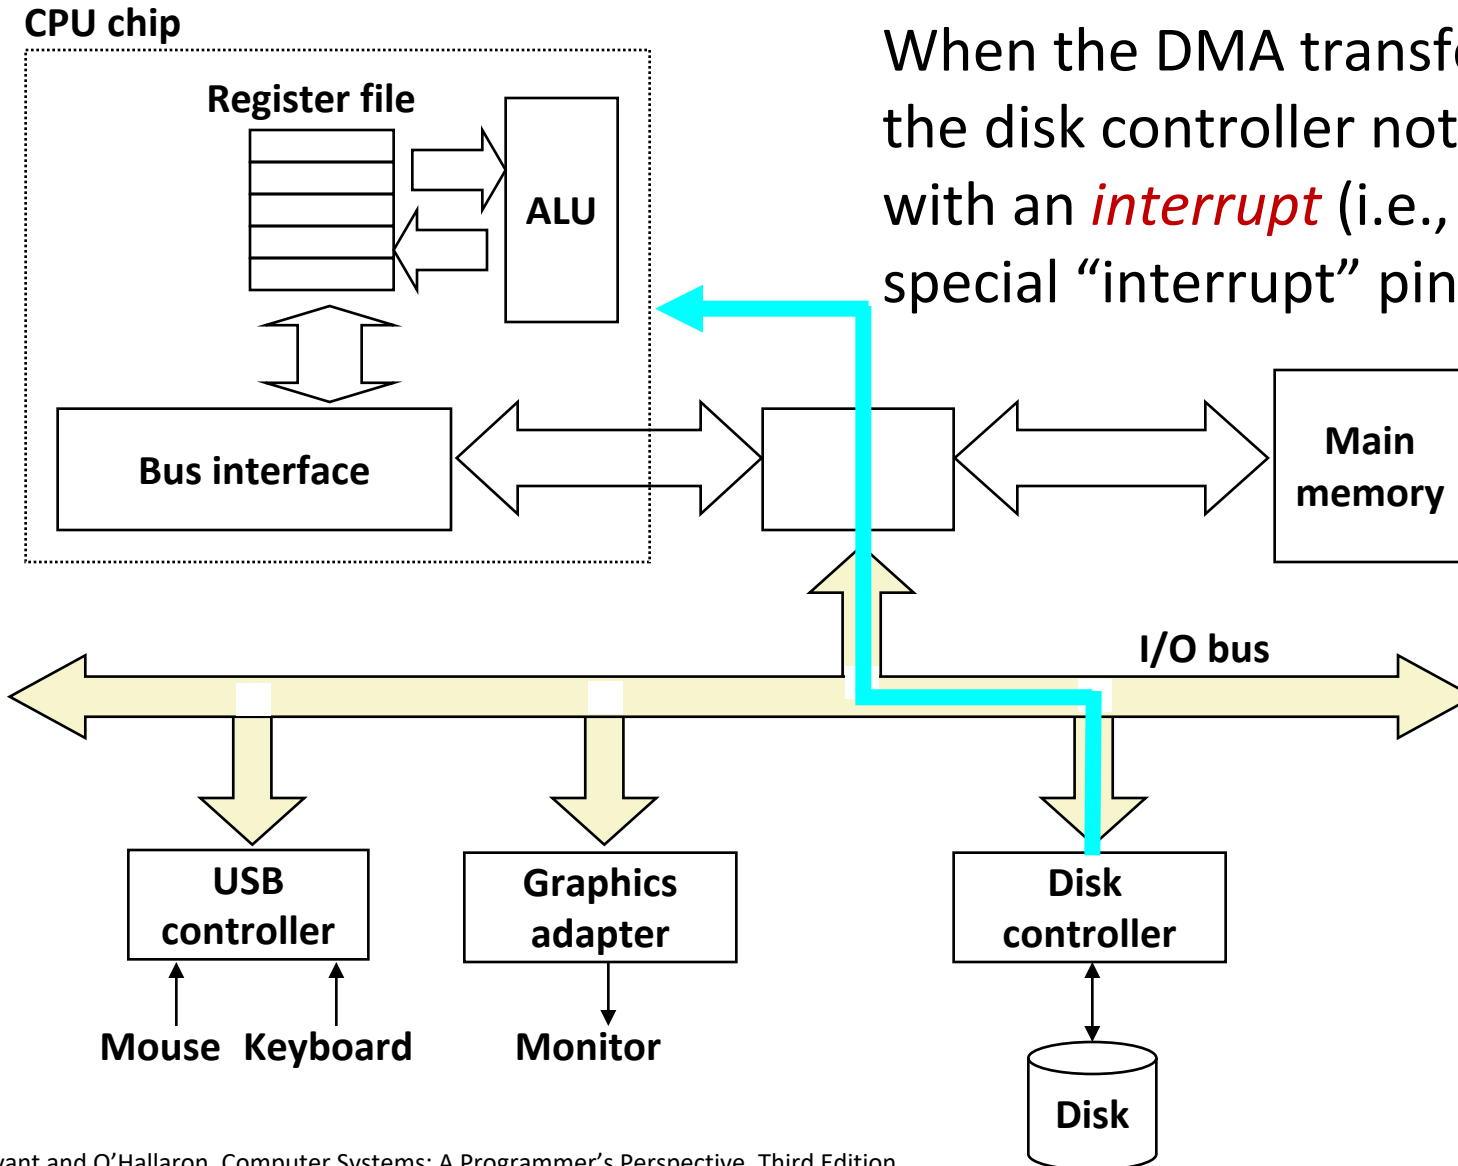 CPU chip
When the DMA
the disk controller
with an interrupt (i.e.,
special “interrupt” pin
Register file
ALU
Bus interface
Main
memory
I/O bus
USB
controller
Graphics
adapter
Disk
controller
Mouse
Keyboard
Monitor
Disk
and O'Hallaron, Computer Systems: A Programmer's Perspective, Third Edition